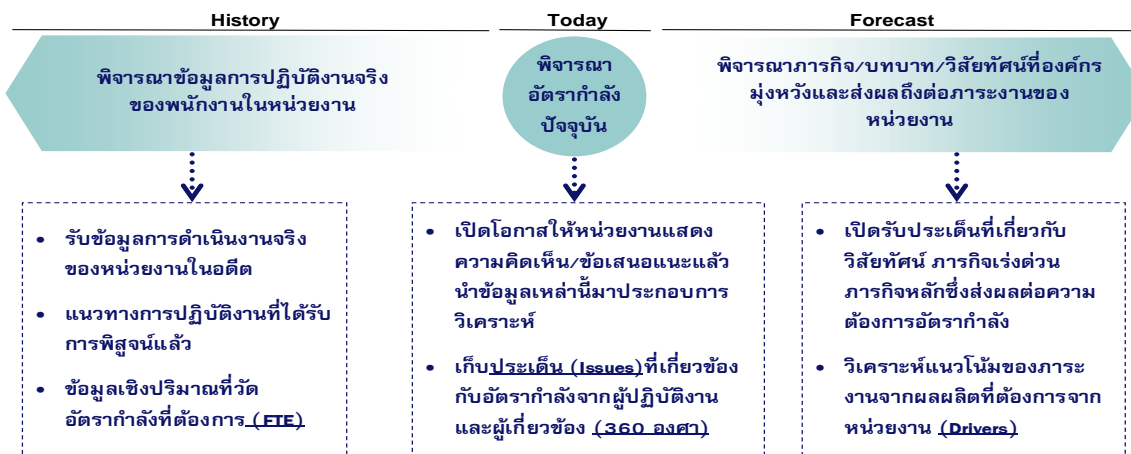 History
Today
Forecast
พิจารณาข้อมูลการปฏิบัติงานจริง
ของพนักงานในหน่วยงาน
พิจารณา
อัตรากำลัง
ปัจจุบัน
พิจารณาภารกิจ/บทบาท/วิสัยทัศน์ที่องค์กร
มุ่งหวังและส่งผลถึงต่อภาระงานของ
หน่วยงาน
• รับข้อมูลการดำเนินงานจริง
ของหน่วยงานในอดีต
• แนวทางการปฏิบัติงานที่ได้รับ
การพิสูจน์แล้ว
• ข้อมูลเชิงปริมาณที่วัด
อัตรากำลังที่ต้องการ (FTE)
• เปิดโอกาสให้หน่วยงานแสดง
ความคิดเห็น/ข้อเสนอแนะแล้ว
นำข้อมูลเหล่านี้มาประกอบการ
วิเคราะห์
• เก็บประเด็น (Issues)ที่เกี่ยวข้อง
กับอัตรากำลังจากผู้ปฏิบัติงาน
และผู้เกี่ยวข้อง (360 องศา)
• เปิดรับประเด็นที่เกี่ยวกับ
วิสัยทัศน์ ภารกิจเร่งด่วน
ภารกิจหลักซึ่งส่งผลต่อความ
ต้องการอัตรากำลัง
• วิเคราะห์แนวโน้มของภาระ
งานจากผลผลิตที่ต้องการจาก
หน่วยงาน (Drivers)